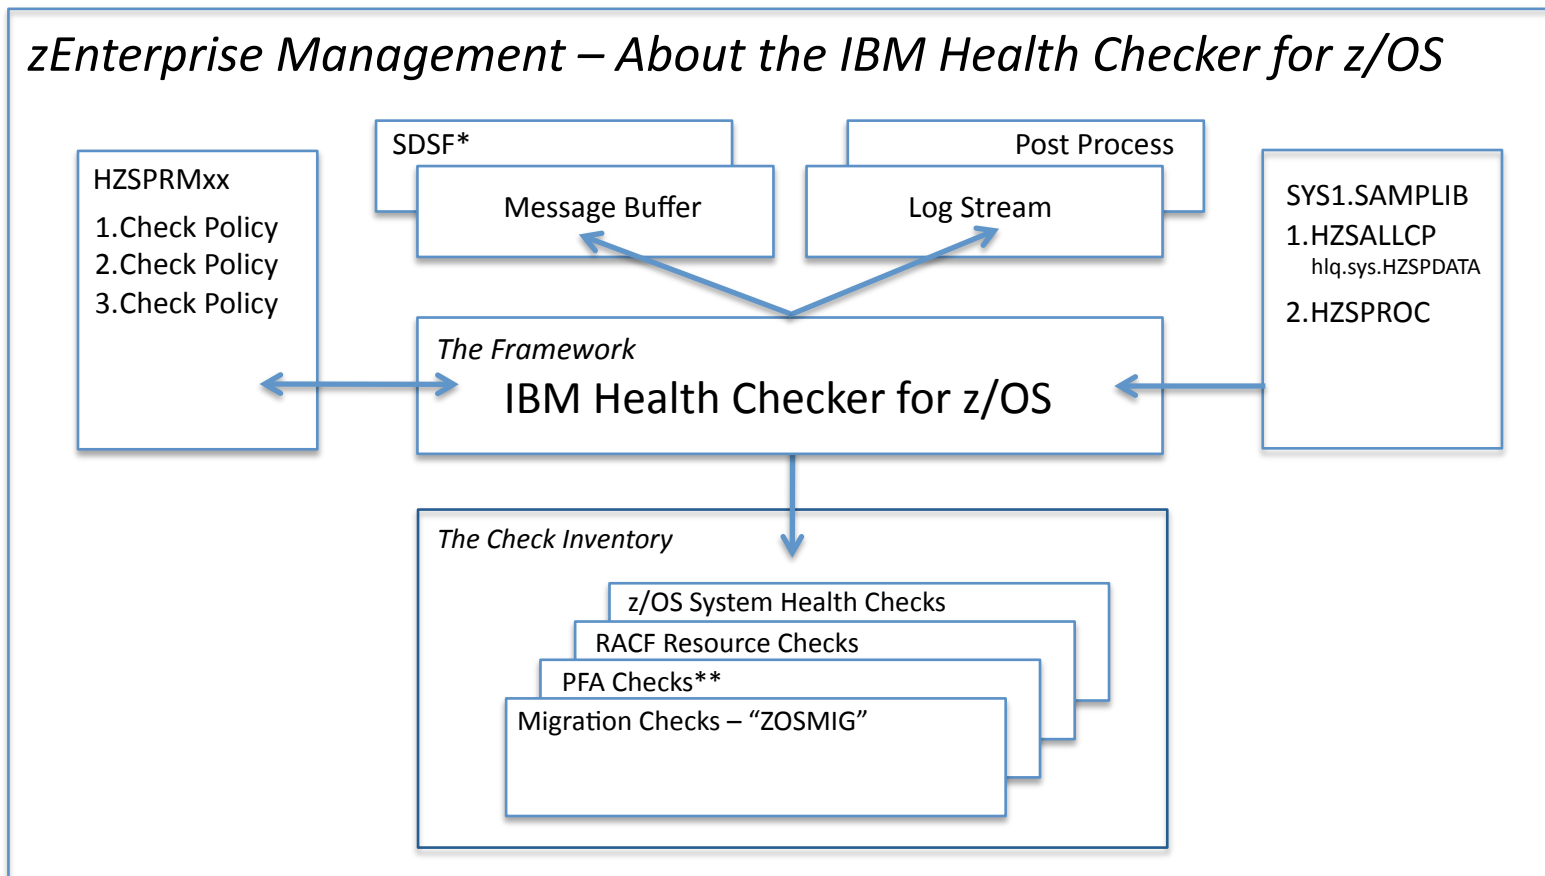 zEnterprise Management – About the IBM Health Checker for z/OS
HZSPRMxx
1.Check Policy
2.Check Policy
3.Check Policy
SDSF*
Message Buffer
Post Process
Log Stream
SYS1.SAMPLIB
1.HZSALLCP
hlq.sys.HZSPDATA
2.HZSPROC
The Framework
IBM Health Checker for z/OS
The Check Inventory
z/OS System Health Checks
RACF Resource Checks
PFA Checks**
Migration Checks – “ZOSMIG”